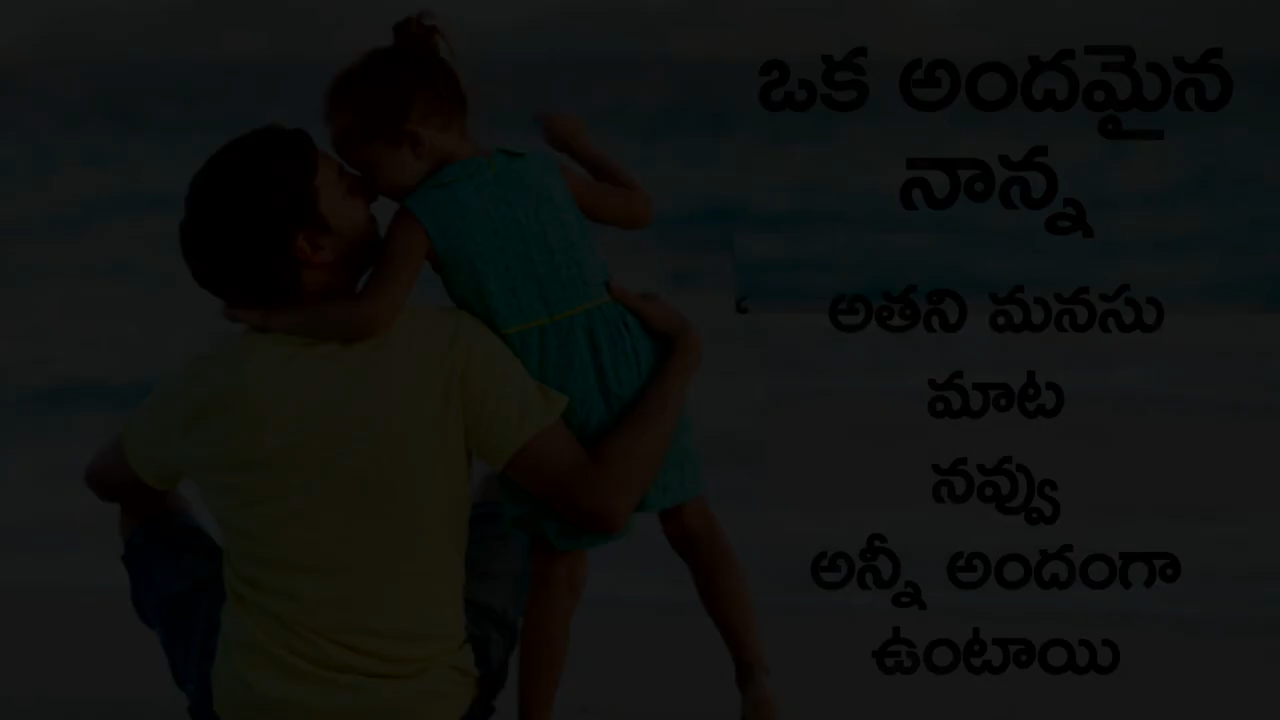 ఒక అందమైన
నాన్న
అతని మనసు
మాట
నవ్వు
అన్నీ అందంగా
ఉంటాయి